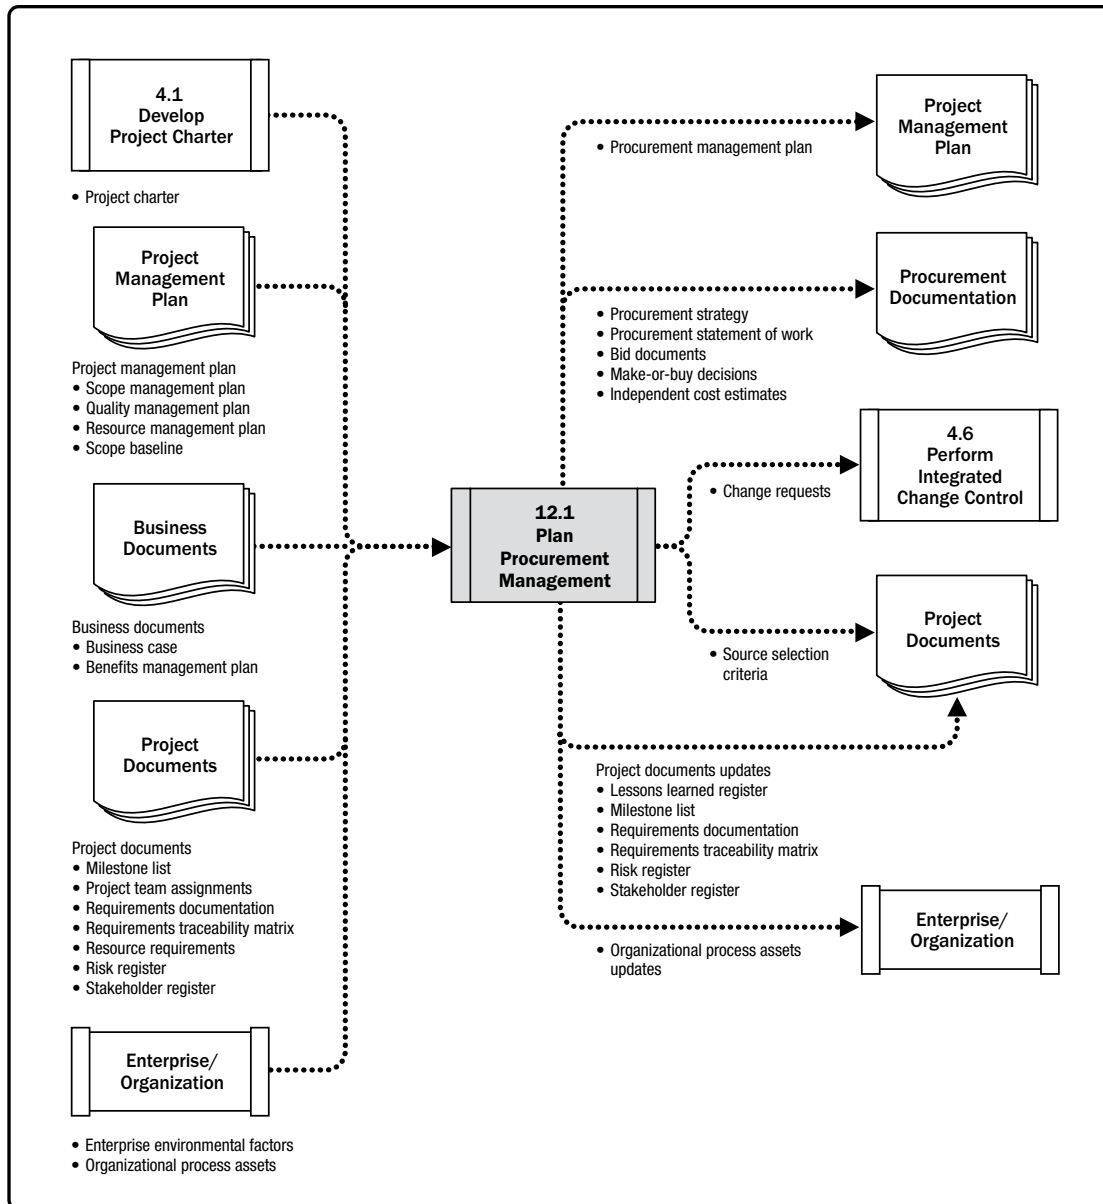 4.1
Develop
Project Charter
• Project charter
Project
Management
Plan
Project management plan
• Scope management plan
• Quality management plan
• Resource management plan
• Scope baseline
Business
Documents
Business documents
• Business case
• Benefits management plan
Project
Documents
Project documents
• Milestone list
• Project team assignments
• Requirements documentation
• Requirements traceability matrix
• Resource requirements
• Risk register
• Stakeholder register
Enterprise/
Organization
• Enterprise environmental factors
• Organizational process assets
12.1
Plan
Procurement
Management
• Procurement management plan
Project
Management
Plan
• Procurement strategy
• Procurement statement of work
• Bid documents
• Make-or-buy decisions
• Independent cost estimates
Procurement
Documentation
• Change requests
4.6
Perform
Integrated
Change Control
• Source selection
criteria
Project
Documents
Project documents updates
• Lessons learned register
• Milestone list
• Requirements documentation
• Requirements traceability matrix
• Risk register
• Stakeholder register
• Organizational process assets
updates
Enterprise/
Organization